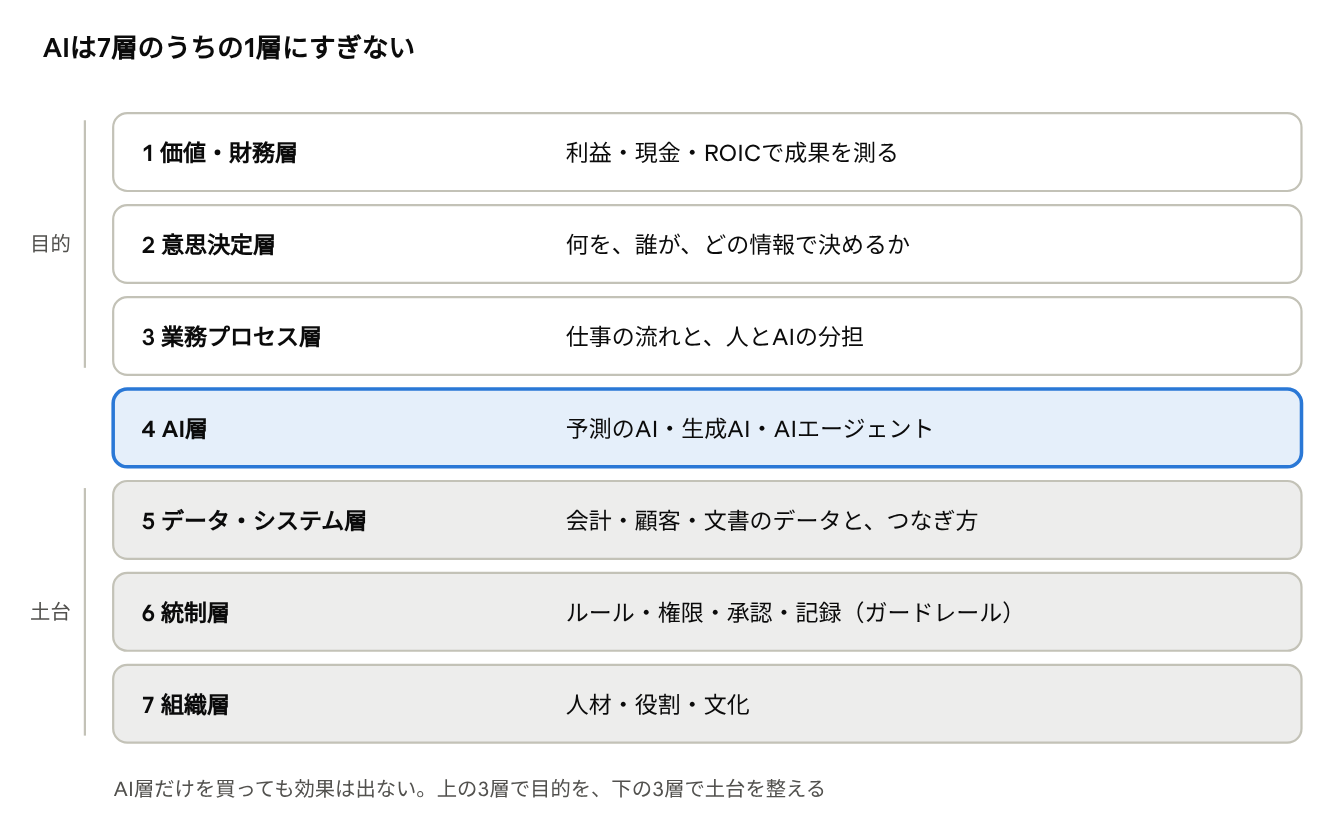 AIは7層のうちの1層にすぎない
1 価値・財務層 利益・現金・ROICで成果を測る
目的
2 意思決定層 何を、誰が、どの情報で決めるか
3 業務プロセス層 仕事の流れと、人とAIの分担
4 AI層 予測のAI・生成AI・AIエージェント
5 データ・システム層 会計・顧客・文書のデータと、つなぎ方
土台
6 統制層 ルール・権限・承認・記録（ガードレール）
7 組織層 人材・役割・文化
AI層だけを買っても効果は出ない。上の3層で目的を、下の3層で土台を整える